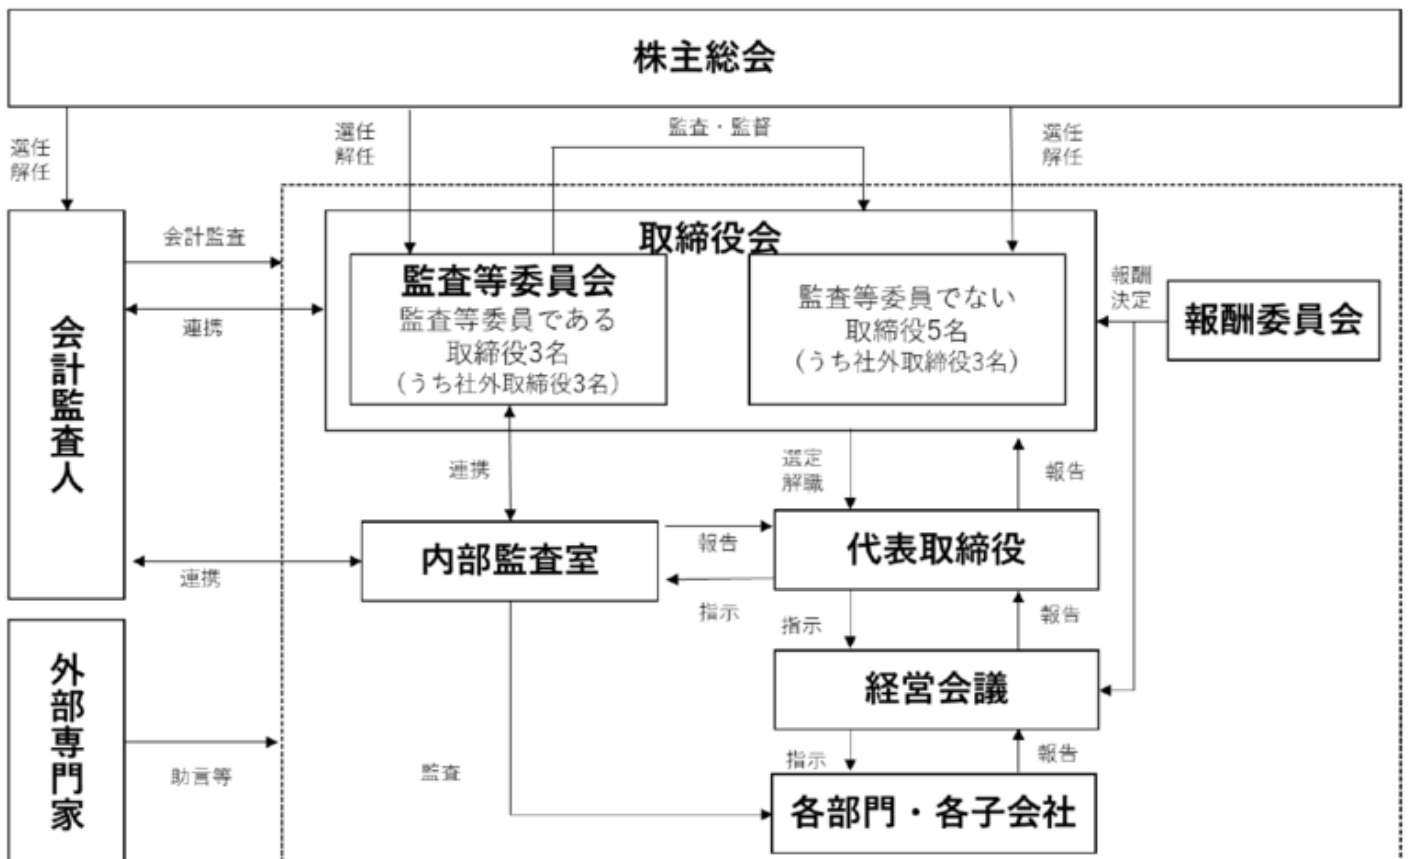 株主総会
選任
解任
選任
解任
監査・監督
選任
解任
会計監査
連携
会計監査人
取締役会
監査等委員会
監査等委員である
取締役3名
（うち社外取締役3名）
監査等委員でない
取締役5名
（うち社外取締役3名）
報酬
決定
報酬委員会
連携
選定
解職
報告
内部監査室
報告
指示
代表取締役
連携
指示
報告
経営会議
外部専門家
助言等
監査
指示
報告
各部門・各子会社